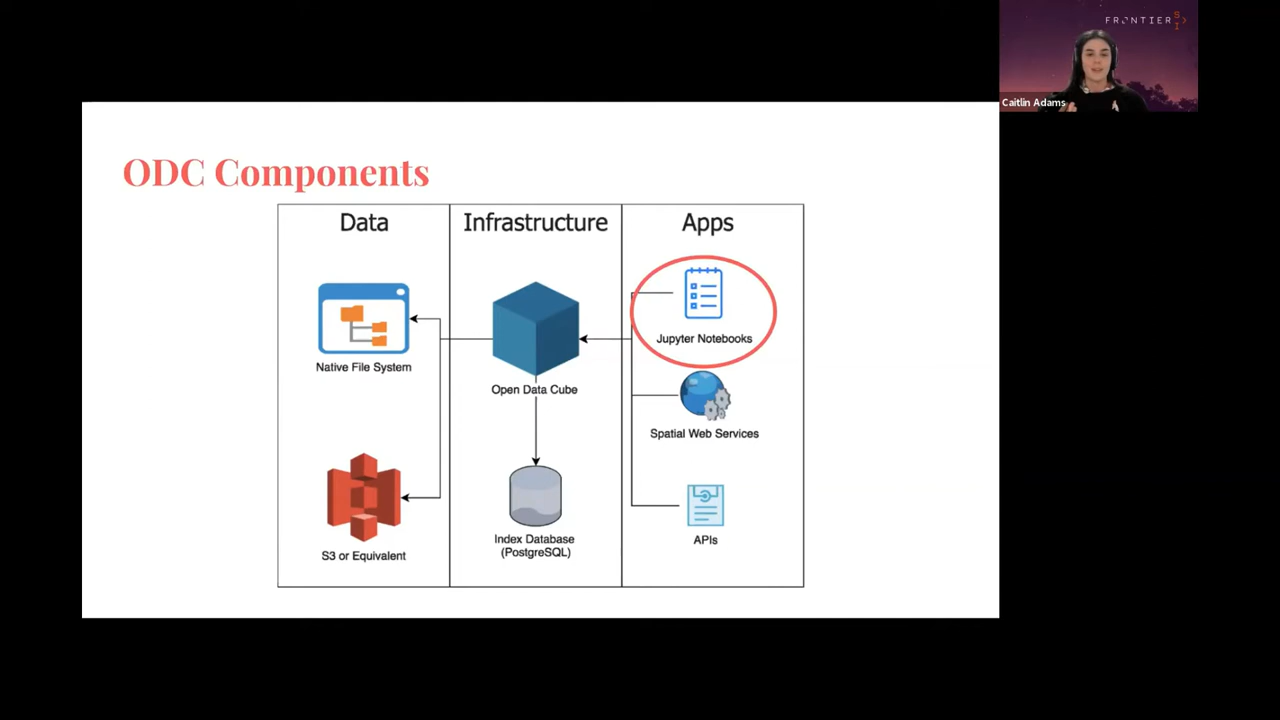 FRONTIER SI
Caitlin Adams
ODC Components
Data
Infrastructure
Apps
Native File System
S3 or Equivalent
Open Data Cube
Index Database
(PostgreSQL)
Jupyter Notebooks
Spatial Web Services
APIs